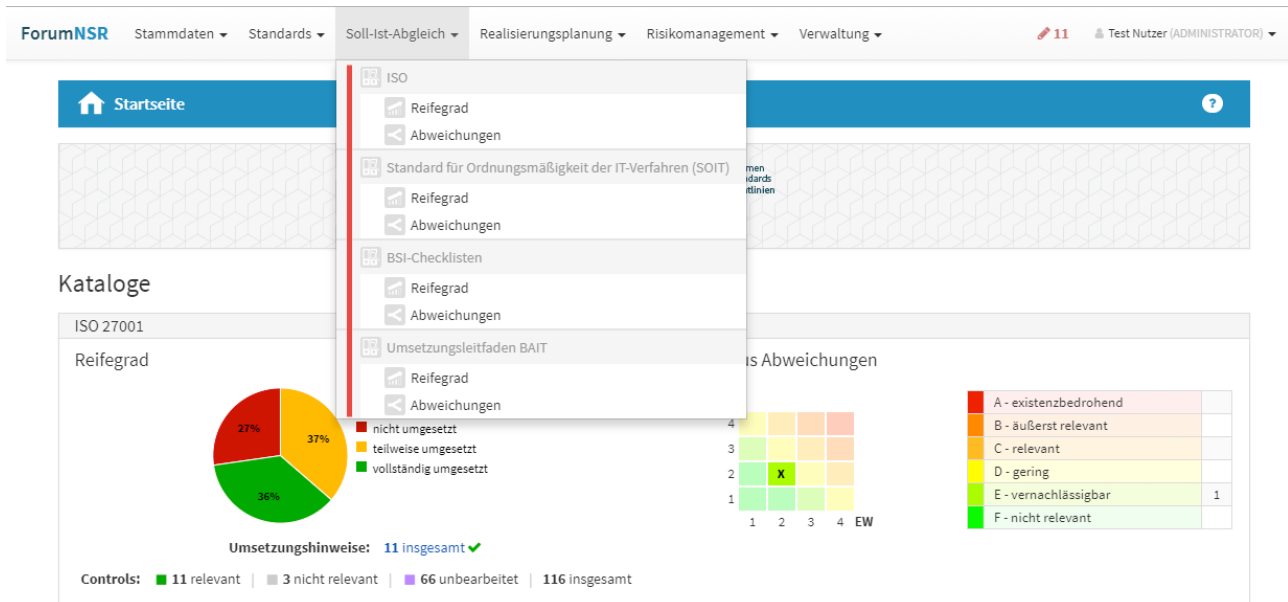 ForumNSR Stammdaten Standards Soll-Ist-Abgleich Realisierungsplanung Risikomanagement Verwaltung 11 Test Nutzer (ADMINISTRATOR)
Startseite ?
ISO
Reifegrad
Abweichungen
Standard für Ordnungsmäßigkeit der IT-Verfahren (SOIT)
Reifegrad
Abweichungen
BSI-Checklisten
Reifegrad
Abweichungen
Umsetzungsleitfaden BAIT
Reifegrad
Abweichungen
Kataloge
ISO 27001
Reifegrad
27%
37%
36%
nicht umgesetzt
teilweise umgesetzt
vollständig umgesetzt
Umsetzungshinweise: 11 insgesamt
Controls: 11 relevant | 3 nicht relevant | 66 unbearbeitet | 116 insgesamt
us Abweichungen
4
3
2 X
1
1 2 3 4 EW
A - existenzbedrohend
B - äußerst relevant
C - relevant
D - gering
E - vernachlässigbar 1
F - nicht relevant